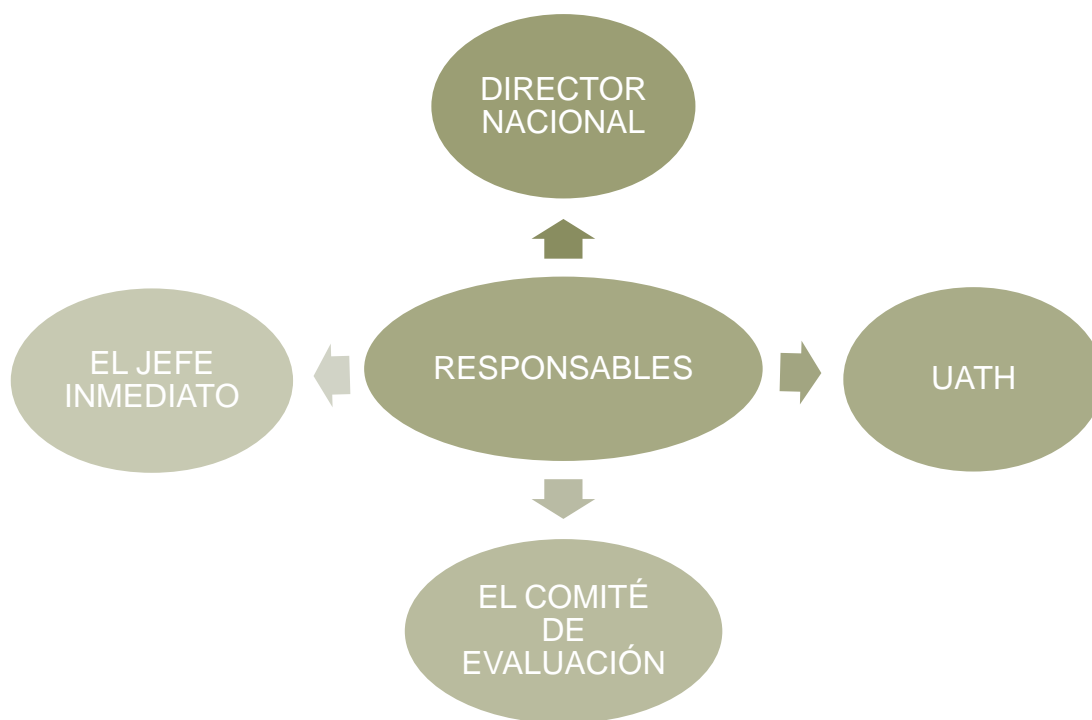 DIRECTOR
NACIONAL
EL JEFE
INMEDIATO
RESPONSABLES
UATH
EL COMITÉ
DE
EVALUACIÓN